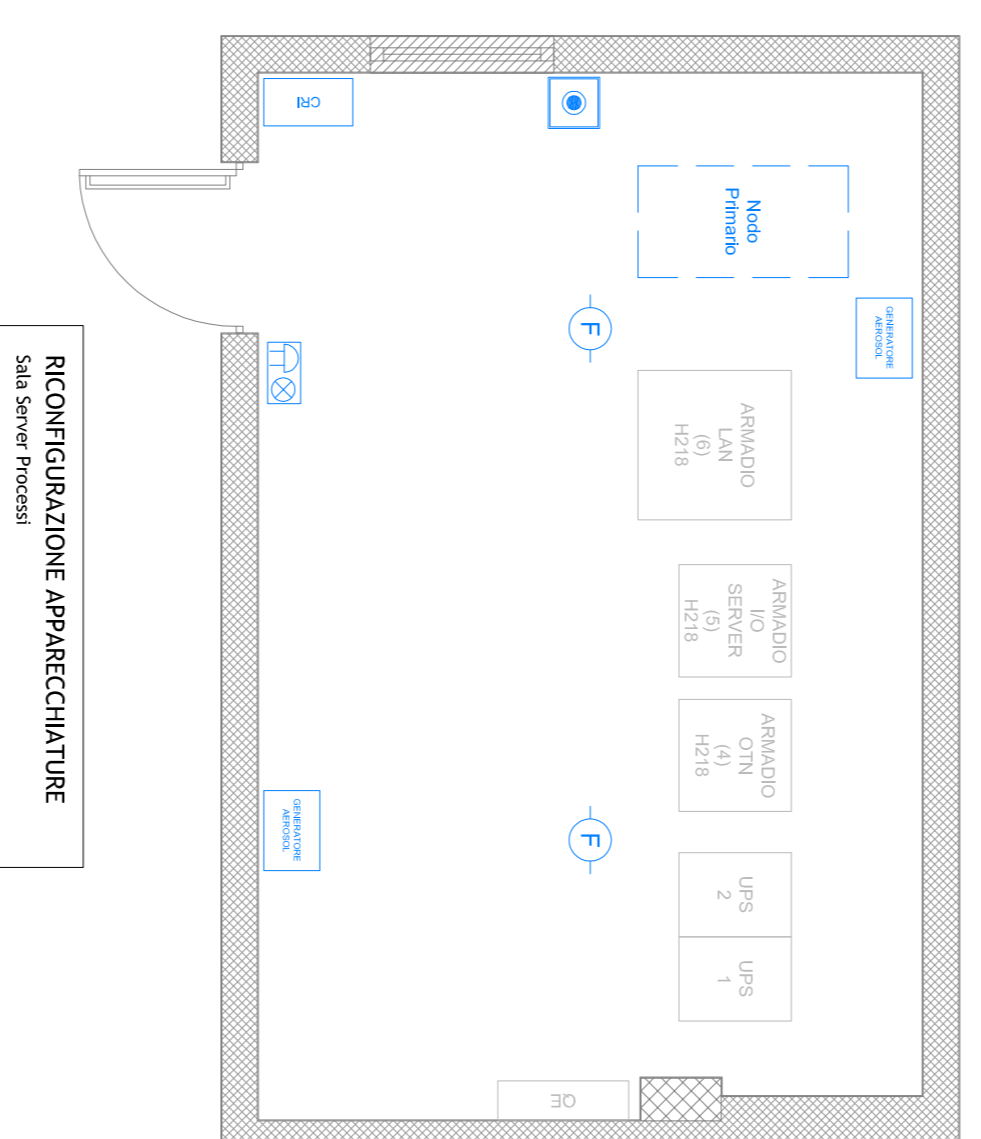 CRI
Nodo
Primario
GENERATORE
AEROSOL
F
ARMADIO
LAN
(6)
H218
ARMADIO
I/O
SERVER
(5)
H218
ARMADIO
OTN
(4)
H218
F
GENERATORE
AEROSOL
UPS
2
UPS
1
QE
RICONFIGURAZIONE APPARECCHIATURE
Sala Server Processi